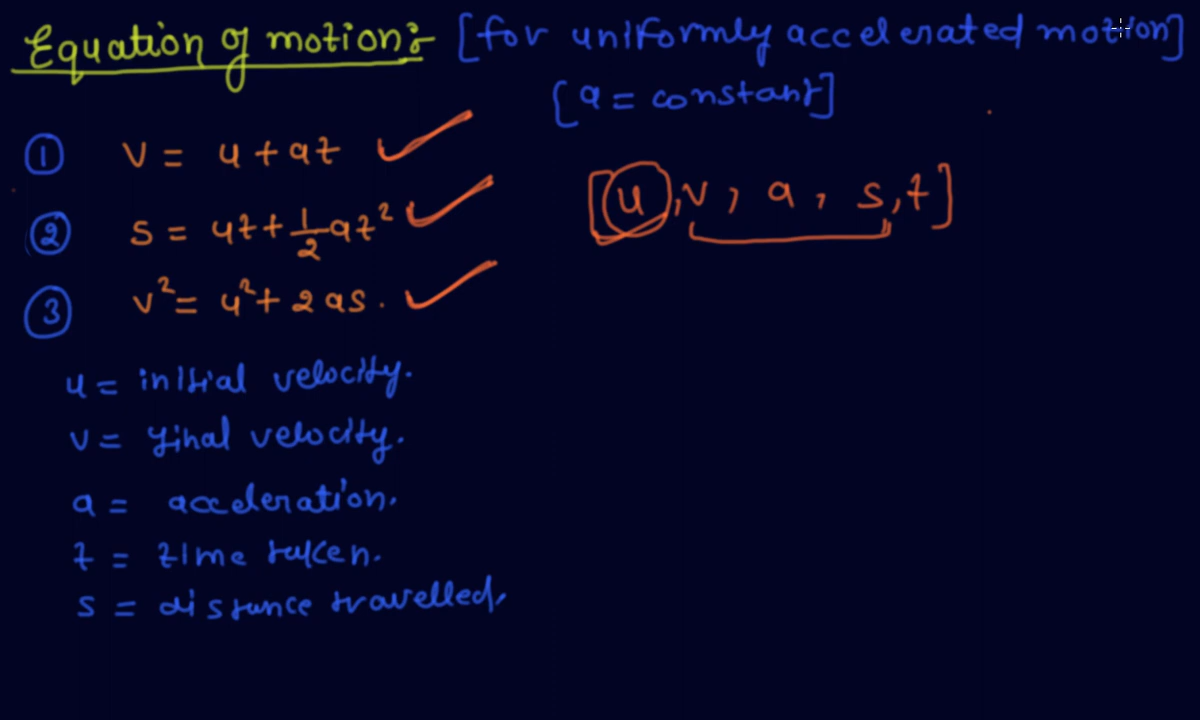 Equation of motion:- [for uniformly accelerated motion]
[a = constant]
① v = u + at
[u, v, a, s, t]
② s = ut + 1/2 at²
③ v² = u² + 2as.
u = initial velocity.
v = final velocity.
a = acceleration.
t = time taken.
s = distance travelled.